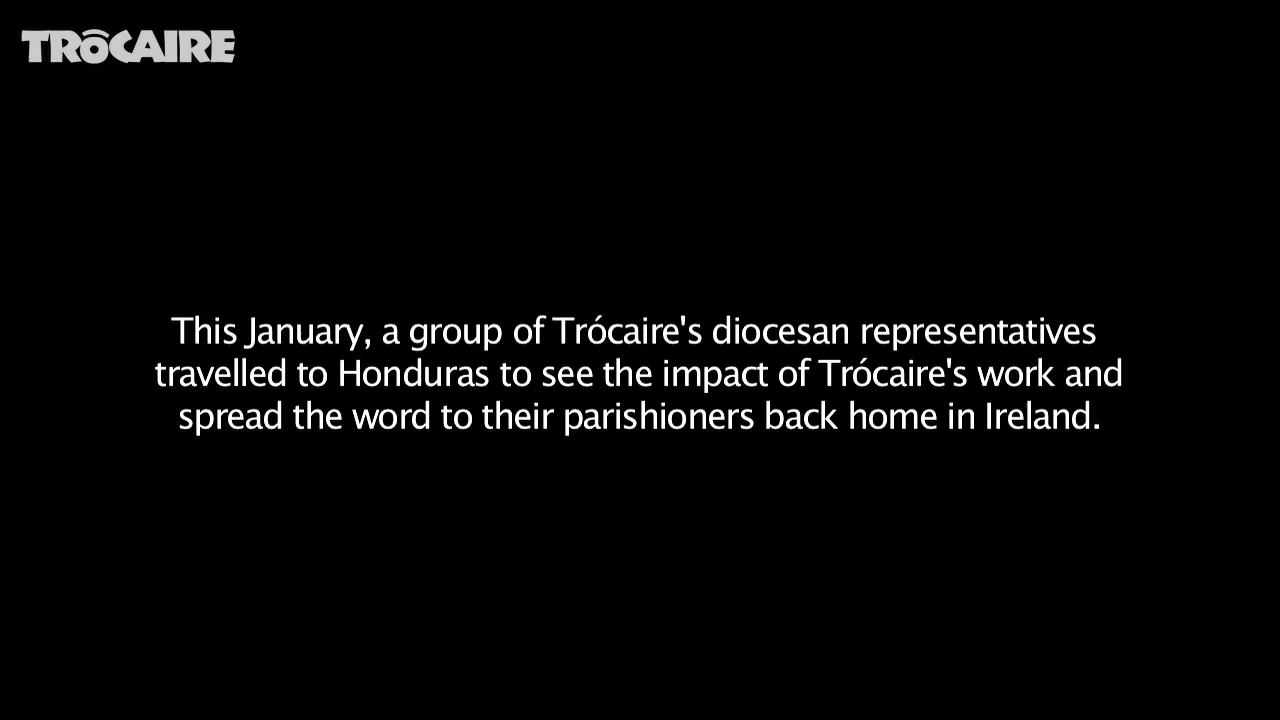 TRÓCAIRE
This January, a group of Trócaire's diocesan representatives
travelled to Honduras to see the impact of Trócaire's work and
spread the word to their parishioners back home in Ireland.